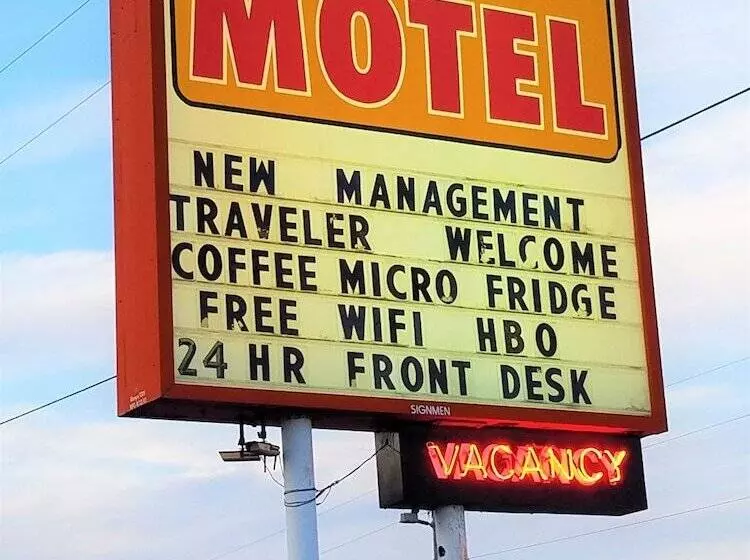 MOTEL
NEW MANAGEMENT
TRAVELER WELCOME
COFFEE MICRO FRIDGE
FREE WIFI HBO
24 HR FRONT DESK
SIGNMEN
VACANCY